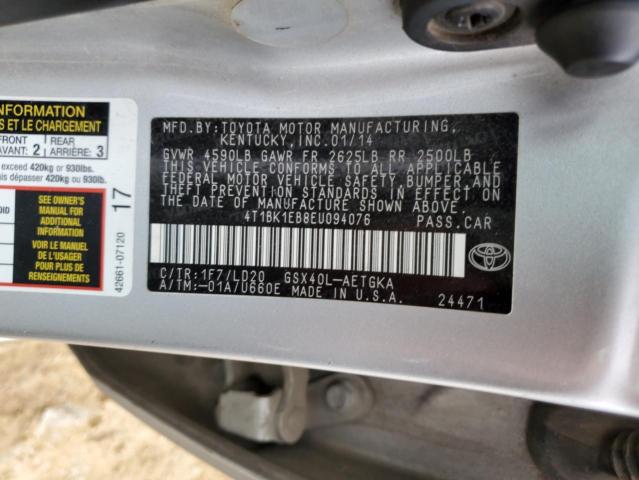 INFORMATION
S ET LE CHARGEMENT
FRONT
AVANT: 2
REAR
ARRIÈRE: 3
exceed 420kg or 930lbs.
dépasser 420kg ou 930lbs.
SEE OWNER'S
MANUAL FOR
ADDITIONAL
INFORMATION
VOIR LE MANUEL
DE L'USAGER
POUR PLUS DE
RENSEIGNEMENTS
17
42661-07120
MFD.BY: TOYOTA MOTOR MANUFACTURING,
KENTUCKY, INC. 01/14
GVWR 4590LB GAWR FR 2625LB RR 2500LB
THIS VEHICLE CONFORMS TO ALL APPLICABLE
FEDERAL MOTOR VEHICLE SAFETY, BUMPER, AND
THEFT PREVENTION STANDARDS IN EFFECT ON
THE DATE OF MANUFACTURE SHOWN ABOVE.
4T1BK1EB8EU094076 PASS.CAR
C/TR:1F7/LD20 GSX40L-AETGKA
A/TM:-01A/U660E MADE IN U.S.A. 24471